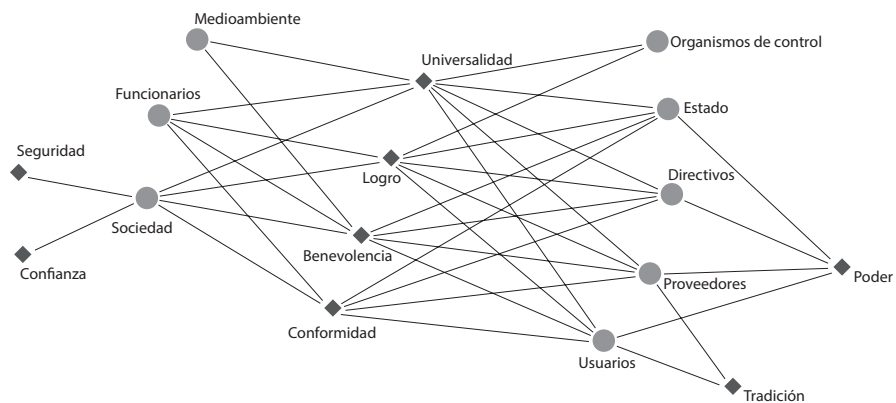 Medioambiente
Organismos de control
Universalidad
Funcionarios
Estado
Seguridad
Logro
Directivos
Sociedad
Benevolencia
Confianza
Proveedores
Poder
Conformidad
Usuarios
Tradición